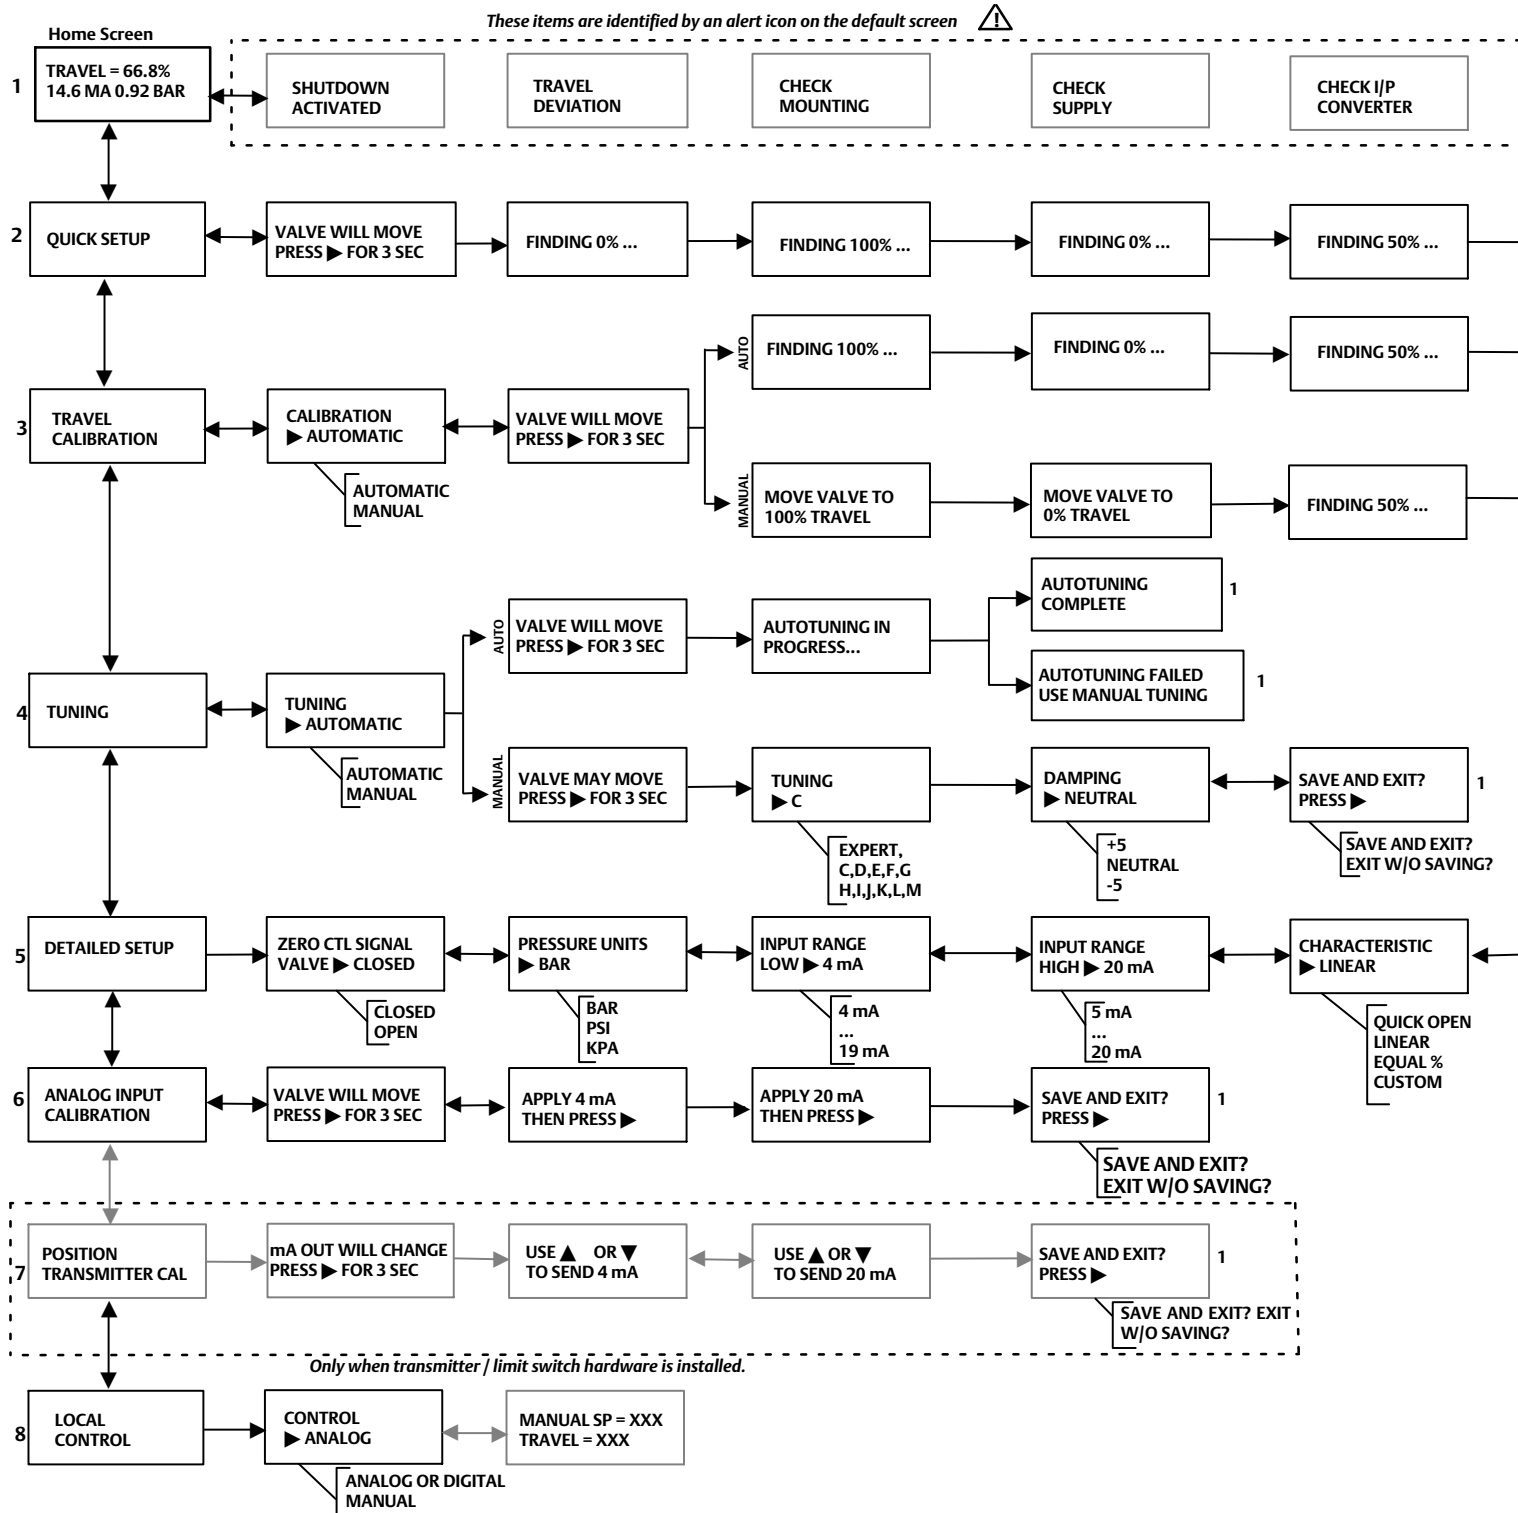 These items are identified by an alert icon on the default screen
Home Screen
1
TRAVEL = 66.8%
14.6 MA 0.92 BAR
SHUTDOWN
ACTIVATED
TRAVEL
DEVIATION
CHECK
MOUNTING
CHECK
SUPPLY
CHECK I/P
CONVERTER
2
QUICK SETUP
VALVE WILL MOVE
PRESS ▶ FOR 3 SEC
FINDING 0% ...
FINDING 100% ...
FINDING 0% ...
FINDING 50% ...
AUTO
FINDING 100% ...
FINDING 0% ...
FINDING 50% ...
3
TRAVEL
CALIBRATION
CALIBRATION
▶ AUTOMATIC
AUTOMATIC
MANUAL
VALVE WILL MOVE
PRESS ▶ FOR 3 SEC
MANUAL
MOVE VALVE TO
100% TRAVEL
MOVE VALVE TO
0% TRAVEL
FINDING 50% ...
4
TUNING
TUNING
▶ AUTOMATIC
AUTOMATIC
MANUAL
AUTO
VALVE WILL MOVE
PRESS ▶ FOR 3 SEC
AUTOTUNING IN
PROGRESS...
AUTOTUNING
COMPLETE
1
AUTOTUNING FAILED
USE MANUAL TUNING
1
MANUAL
VALVE MAY MOVE
PRESS ▶ FOR 3 SEC
TUNING
▶ C
EXPERT,
C,D,E,F,G
H,I,J,K,L,M
DAMPING
▶ NEUTRAL
+5
NEUTRAL
-5
SAVE AND EXIT?
PRESS ▶
1
SAVE AND EXIT?
EXIT W/O SAVING?
5
DETAILED SETUP
ZERO CTL SIGNAL
VALVE ▶ CLOSED
CLOSED
OPEN
PRESSURE UNITS
▶ BAR
BAR
PSI
KPA
INPUT RANGE
LOW ▶ 4 mA
4 mA
...
19 mA
INPUT RANGE
HIGH ▶ 20 mA
5 mA
...
20 mA
CHARACTERISTIC
▶ LINEAR
QUICK OPEN
LINEAR
EQUAL %
CUSTOM
6
ANALOG INPUT
CALIBRATION
VALVE WILL MOVE
PRESS ▶ FOR 3 SEC
APPLY 4 mA
THEN PRESS ▶
APPLY 20 mA
THEN PRESS ▶
SAVE AND EXIT?
PRESS ▶
1
SAVE AND EXIT?
EXIT W/O SAVING?
7
POSITION
TRANSMITTER CAL
mA OUT WILL CHANGE
PRESS ▶ FOR 3 SEC
USE ▲ OR ▼
TO SEND 4 mA
USE ▲ OR ▼
TO SEND 20 mA
SAVE AND EXIT?
PRESS ▶
1
SAVE AND EXIT? EXIT
W/O SAVING?
Only when transmitter / limit switch hardware is installed.
8
LOCAL
CONTROL
CONTROL
▶ ANALOG
ANALOG OR DIGITAL
MANUAL
MANUAL SP = XXX
TRAVEL = XXX